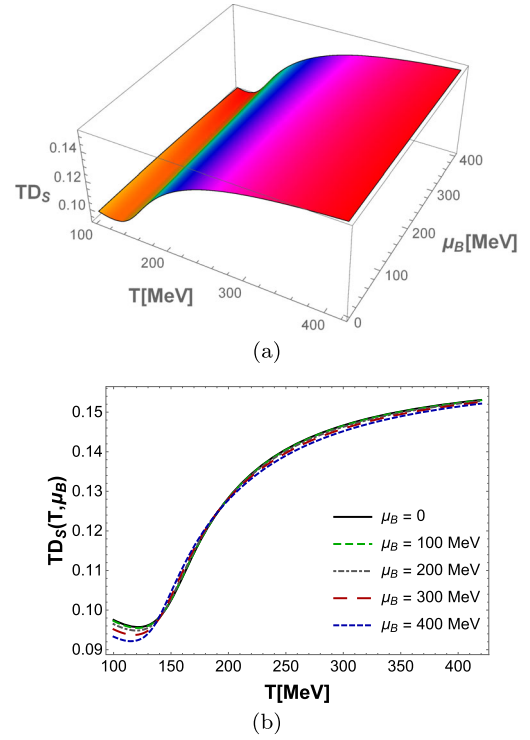 0.14
0.12
0.10
TD_S
100
200
300
400
T[MeV]
0
100
200
300
400
μ_B[MeV]
(a)
0.15
0.14
0.13
0.12
0.11
0.10
0.09
TD_S(T,μ_B)
μ_B = 0
μ_B = 100 MeV
μ_B = 200 MeV
μ_B = 300 MeV
μ_B = 400 MeV
100 150 200 250 300 350 400
T[MeV]
(b)